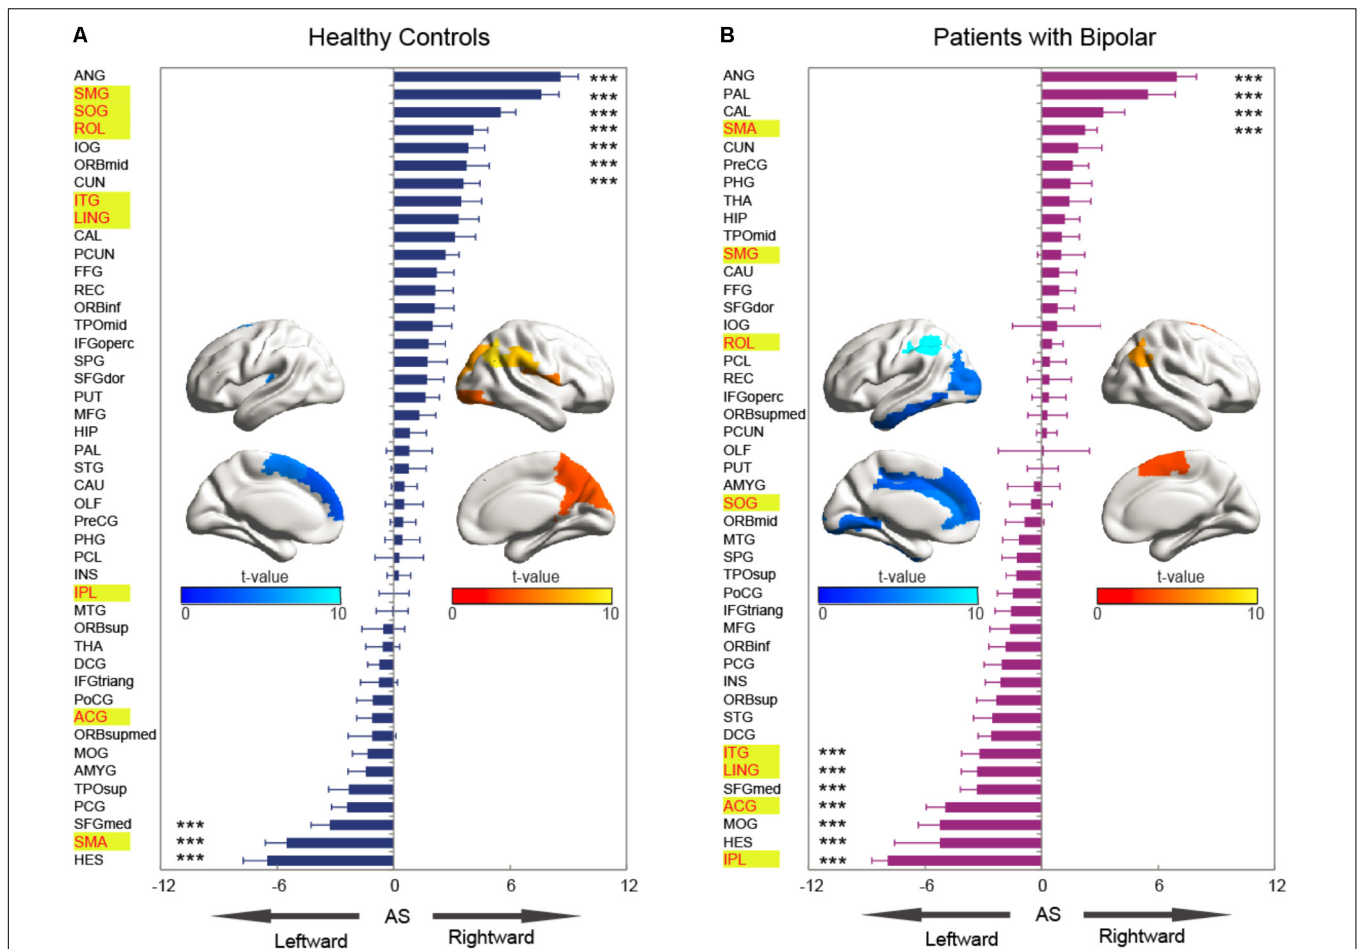 A
Healthy Controls
ANG
***
SMG
***
SOG
***
ROL
***
IOG
***
ORBmid
***
CUN
***
ITG
LING
CAL
PCUN
FFG
REC
ORBinf
TPOmid
IFGoperc
SPG
SFGdor
PUT
MFG
HIP
PAL
STG
CAU
OLF
PreCG
PHG
PCL
INS
IPL
MTG
ORBsup
THA
DCG
IFGtriang
PoCG
ACG
ORBsupmed
MOG
AMYG
TPOsup
PCG
SFGmed
***
SMA
***
HES
***
t-value
0 10
t-value
0 10
-12 -6 0 6 12
AS
Leftward Rightward
B
Patients with Bipolar
ANG
***
PAL
***
CAL
***
SMA
***
CUN
PreCG
PHG
THA
HIP
TPOmid
SMG
CAU
FFG
SFGdor
IOG
ROL
PCL
REC
IFGoperc
ORBsupmed
PCUN
OLF
PUT
AMYG
SOG
ORBmid
MTG
SPG
TPOsup
PoCG
IFGtriang
MFG
ORBinf
PCG
INS
ORBsup
STG
DCG
ITG
***
LING
***
SFGmed
***
ACG
***
MOG
***
HES
***
IPL
***
t-value
0 10
t-value
0 10
-12 -6 0 6 12
AS
Leftward Rightward